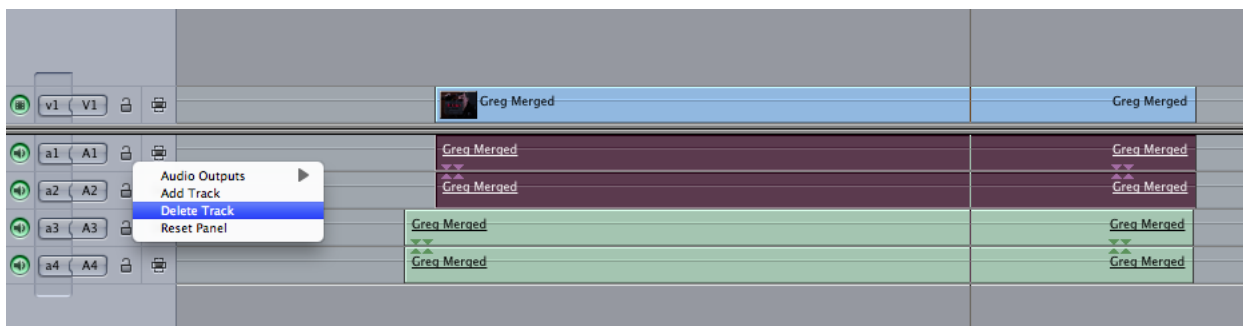 v1 V1
Greg Merged Greg Merged
a1 A1
Greg Merged Greg Merged
Audio Outputs
Add Track
Delete Track
Reset Panel
a2 A2
Greg Merged Greg Merged
a3 A3
Greg Merged Greg Merged
a4 A4
Greg Merged Greg Merged